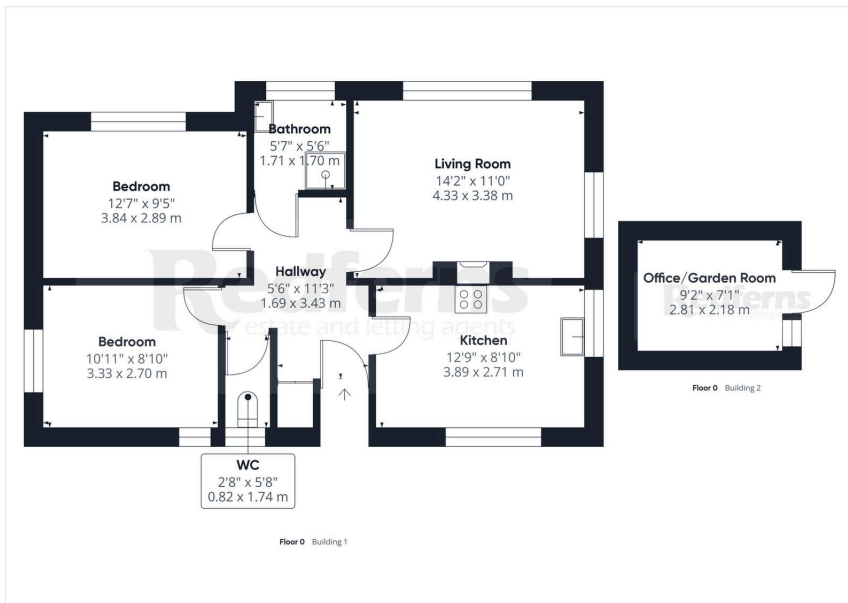 Bathroom
5'7" x 5'6"
1.71 x 1.70 m
Living Room
14'2" x 11'0"
4.33 x 3.38 m
Bedroom
12'7" x 9'5"
3.84 x 2.89 m
Hallway
5'6" x 11'3"
1.69 x 3.43 m
Office/Garden Room
9'2" x 7'1"
2.81 x 2.18 m
Redferns
estate and letting agents
Bedroom
10'11" x 8'10"
3.33 x 2.70 m
Kitchen
12'9" x 8'10"
3.89 x 2.71 m
Floor 0 Building 2
WC
2'8" x 5'8"
0.82 x 1.74 m
Floor 0 Building 1